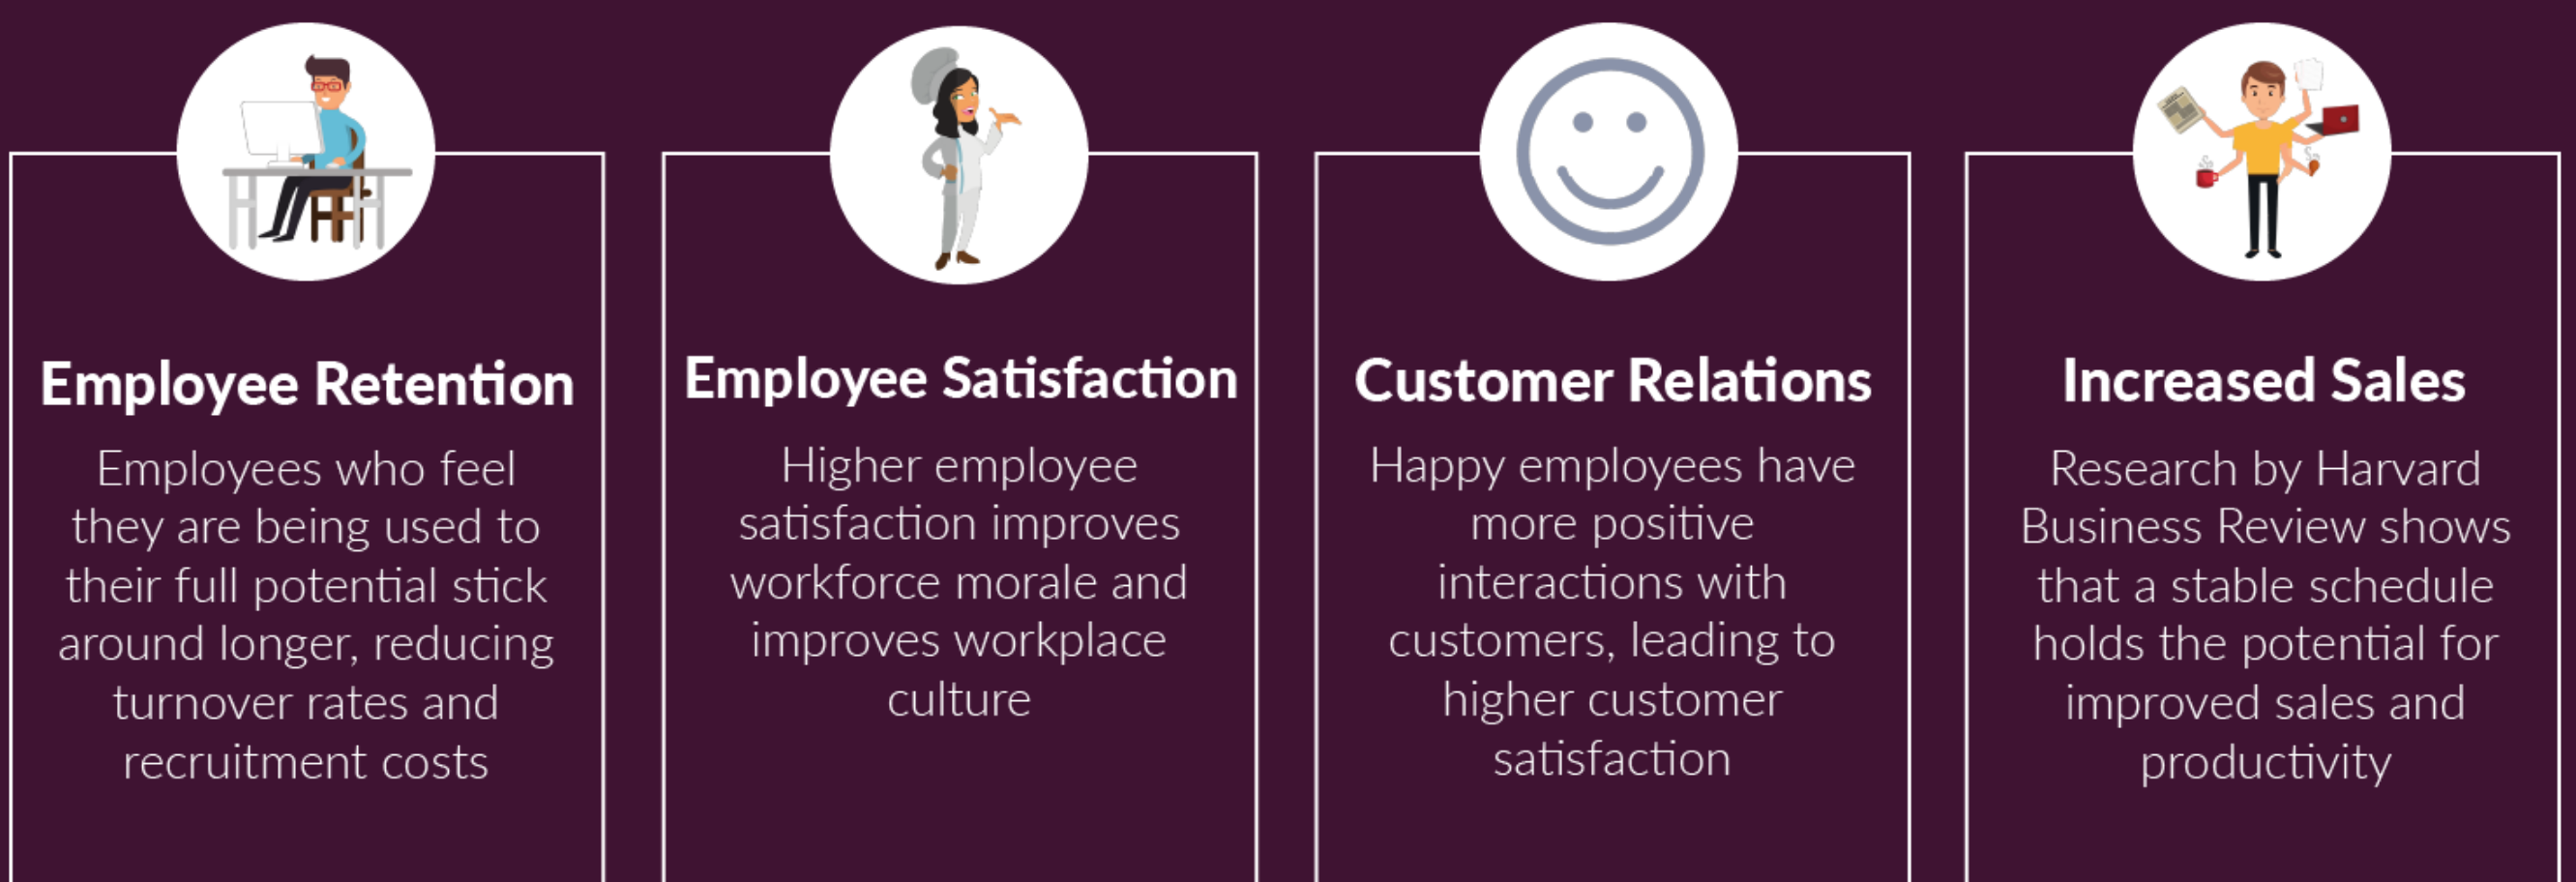 Employee Retention
Employees who feel
they are being used to
their full potential stick
around longer, reducing
turnover rates and
recruitment costs
Employee Satisfaction
Higher employee
satisfaction improves
workforce morale and
improves workplace
culture
Customer Relations
Happy employees have
more positive
interactions with
customers, leading to
higher customer
satisfaction
Increased Sales
Research by Harvard
Business Review shows
that a stable schedule
holds the potential for
improved sales and
productivity